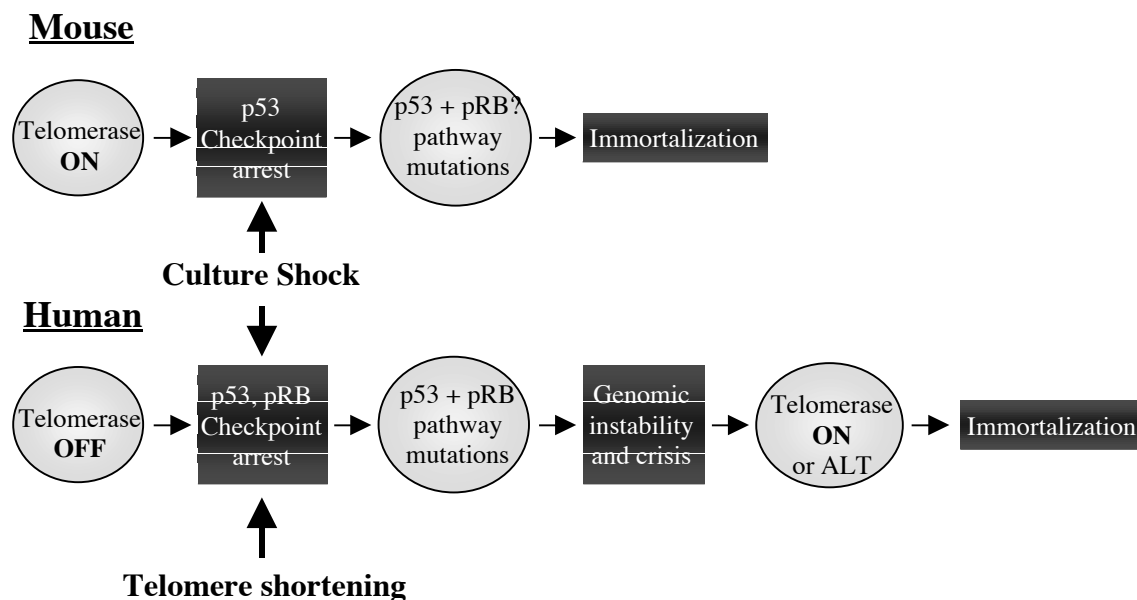 Mouse
Telomerase
ON
p53
Checkpoint
arrest
p53 + pRB?
pathway
mutations
Immortalization
Culture Shock
Human
Telomerase
OFF
p53, pRB
Checkpoint
arrest
p53 + pRB
pathway
mutations
Genomic
instability
and crisis
Telomerase
ON
or ALT
Immortalization
Telomere shortening